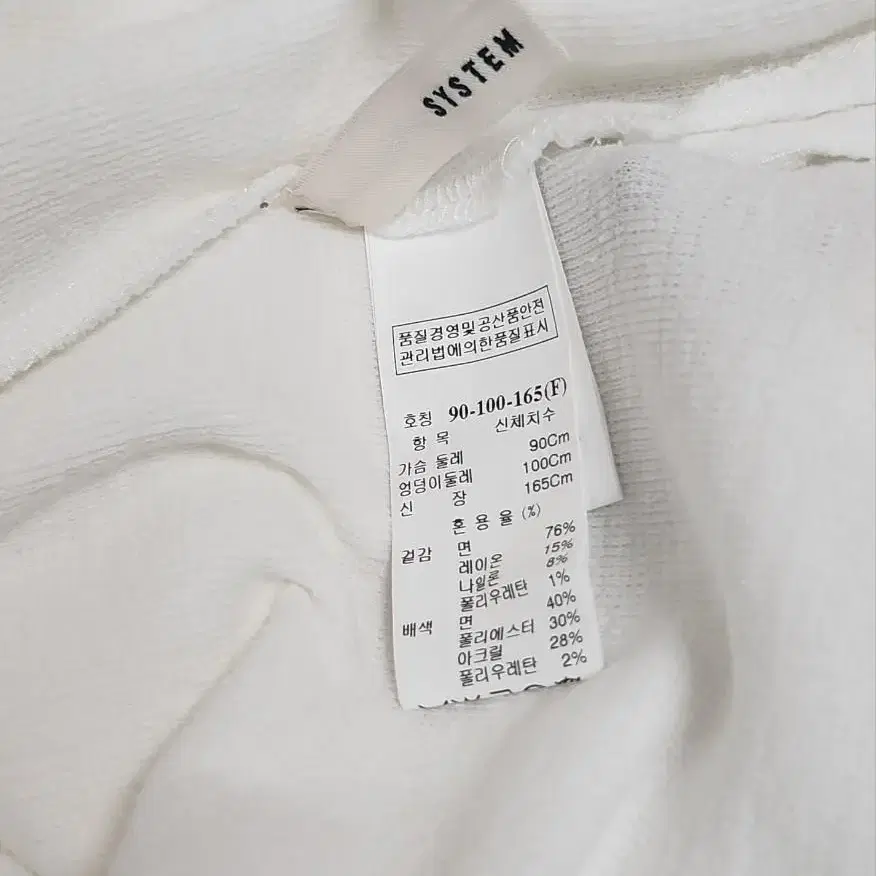 SYSTEM
품질경영및공산품안전
관리법에의한품질표시
호칭 90-100-165(F)
항 목 신체치수
가슴 둘레 90Cm
엉덩이둘레 100Cm
신 장 165Cm
혼 용 율 (%)
겉감 면 76%
레이온 15%
나일론 8%
폴리우레탄 1%
배색 면 40%
폴리에스터 30%
아크릴 28%
폴리우레탄 2%